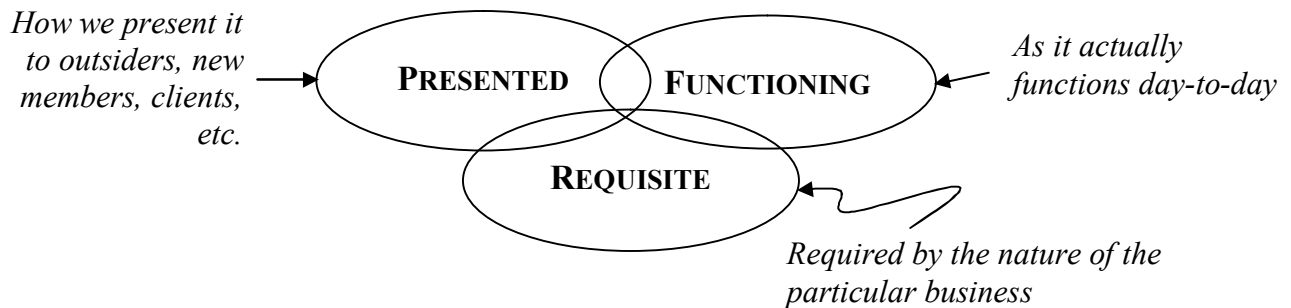 How we present it
to outsiders, new
members, clients,
etc.
PRESENTED
FUNCTIONING
As it actually
functions day-to-day
REQUISITE
Required by the nature of the
particular business